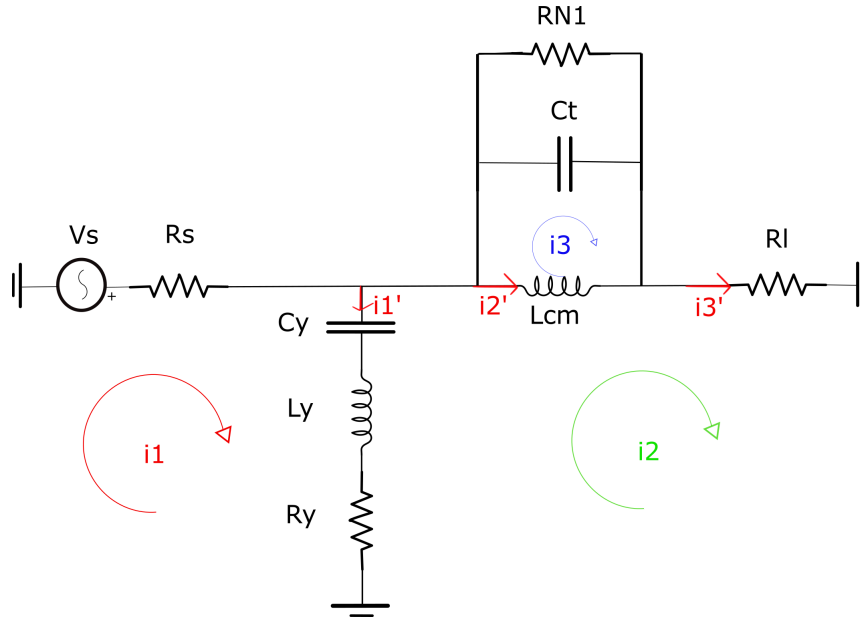 RN1
Ct
Vs
Rs
i3
Rl
+
i1'
i2'
i3'
Cy
Lcm
Ly
i1
i2
Ry